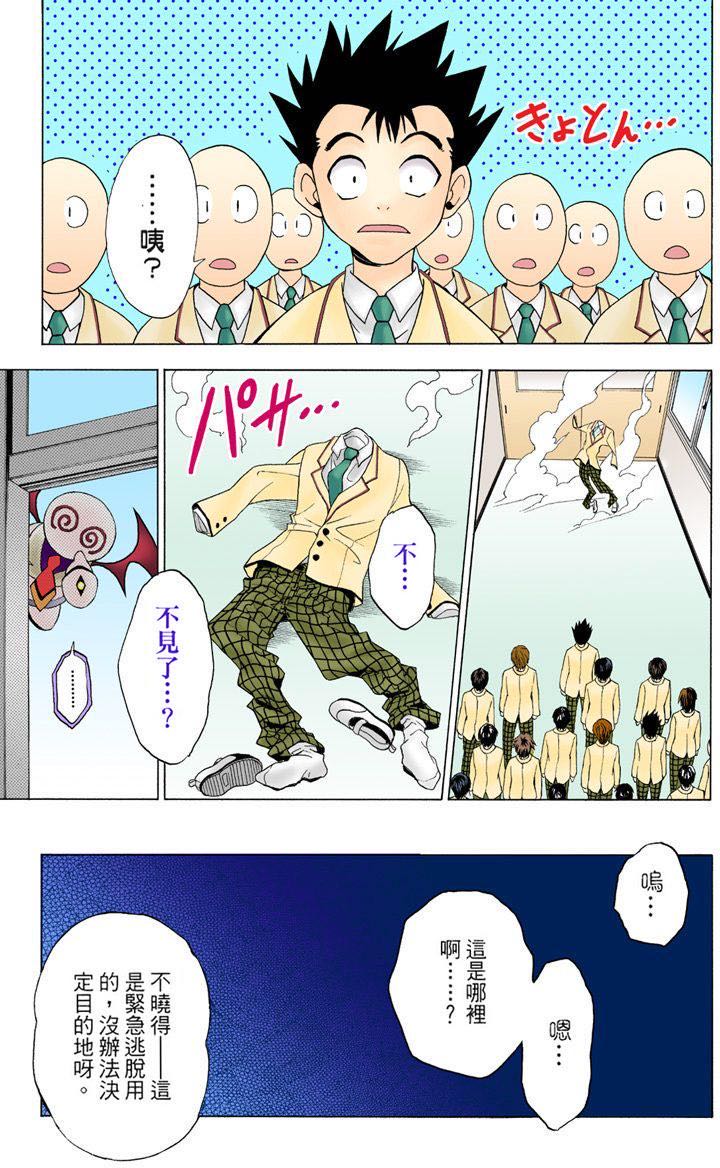 きょとん…
……咦？
パサ…
不…
不見了…？
………
嗚…
嗯…
這是哪裡
啊……？
不曉得──這
是緊急逃脫用
的，沒辦法決
定目的地呀。